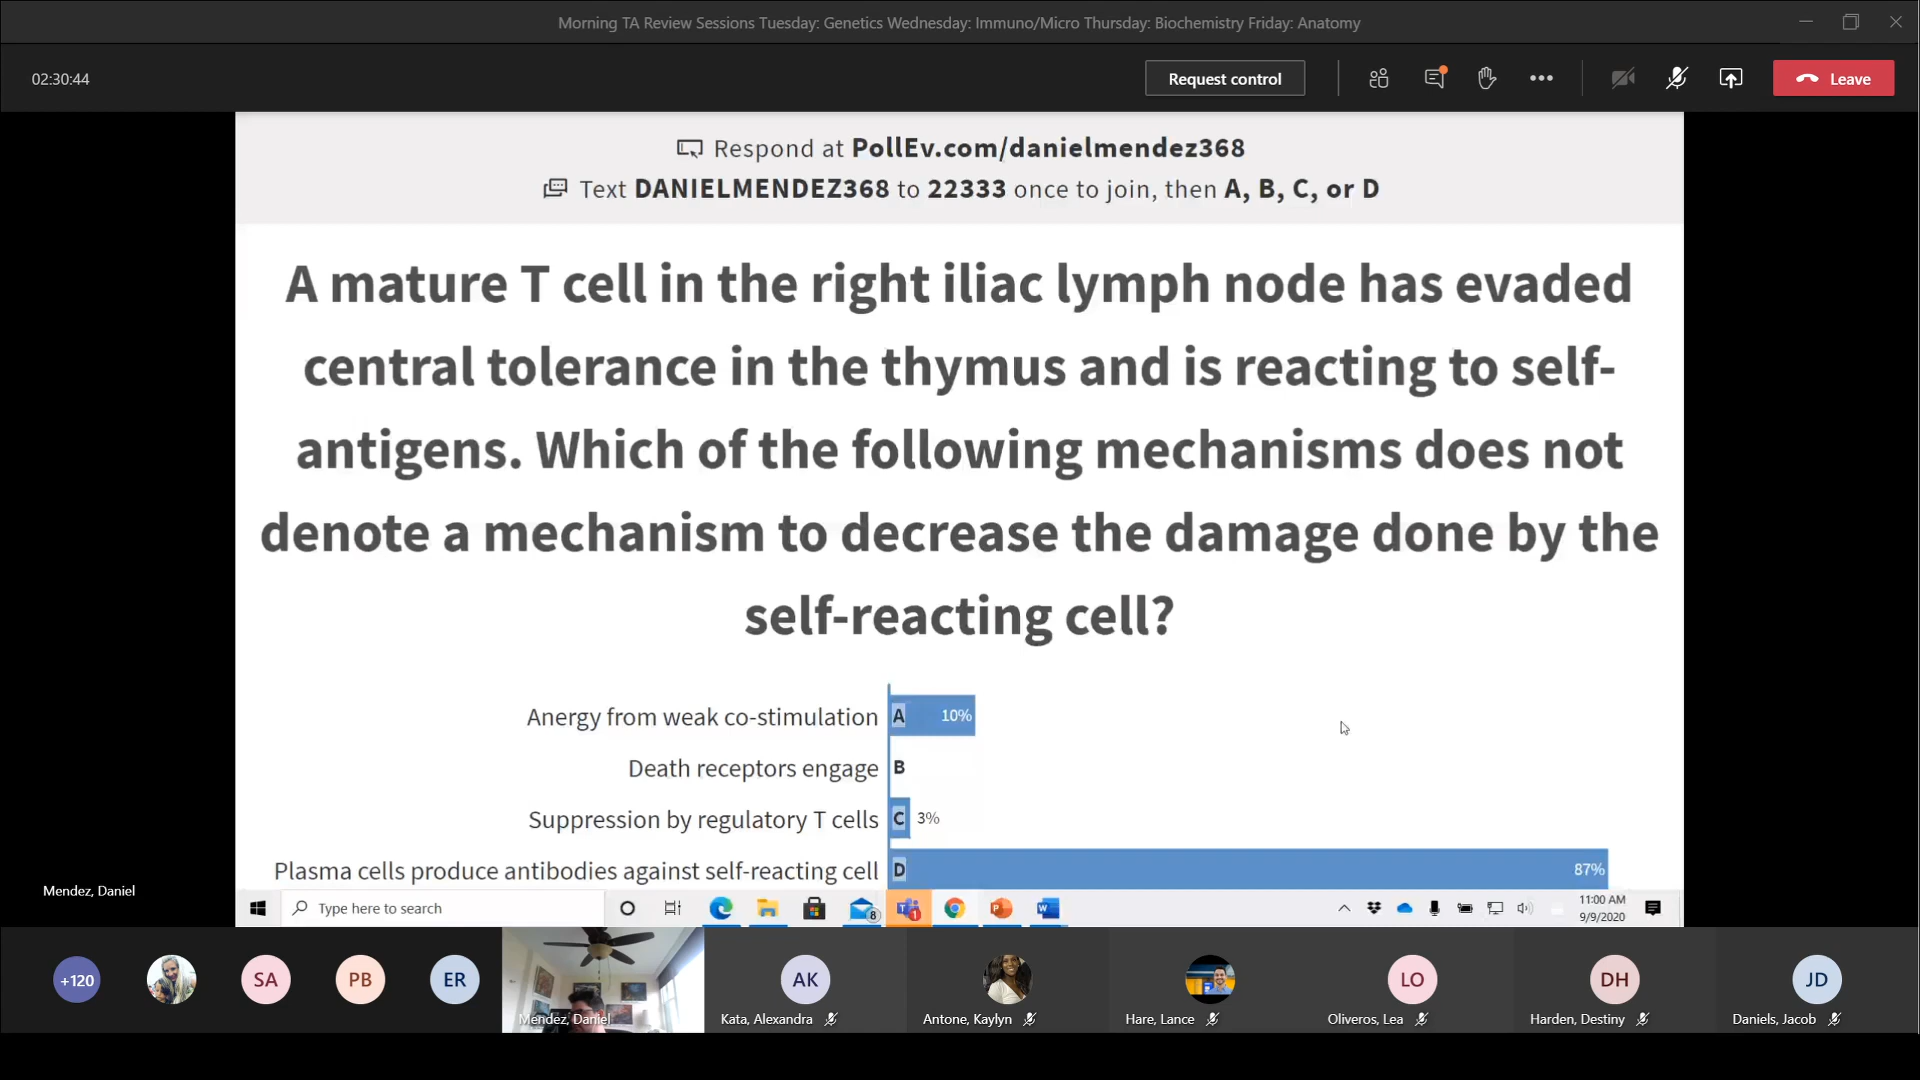 Morning TA Review Sessions Tuesday: Genetics Wednesday: Immuno/Micro Thursday: Biochemistry Friday: Anatomy
02:30:44
Request control
Leave
Respond at PollEv.com/danielmendez368
Text DANIELMENDEZ368 to 22333 once to join, then A, B, C, or D
A mature T cell in the right iliac lymph node has evaded
central tolerance in the thymus and is reacting to self-
antigens. Which of the following mechanisms does not
denote a mechanism to decrease the damage done by the
self-reacting cell?
Anergy from weak co-stimulation A 10%
Death receptors engage B
Suppression by regulatory T cells C 3%
Plasma cells produce antibodies against self-reacting cell D 87%
Mendez, Daniel
Type here to search
8
1
11:00 AM
9/9/2020
+120
SA
PB
ER
Mendez, Daniel
AK
Kata, Alexandra
Antone, Kaylyn
Hare, Lance
LO
Oliveros, Lea
DH
Harden, Destiny
JD
Daniels, Jacob